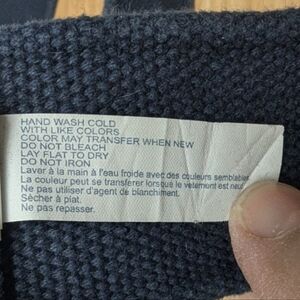 HAND WASH COLD
WITH LIKE COLORS
COLOR MAY TRANSFER WHEN NEW
DO NOT BLEACH
LAY FLAT TO DRY
DO NOT IRON
Laver à la main à l'eau froide avec des couleurs semblables
La couleur peut se transférer lorsque le vetement est neuf
Ne pas utiliser d'agent de blanchiment.
Sècher à plat.
Ne pas repasser.